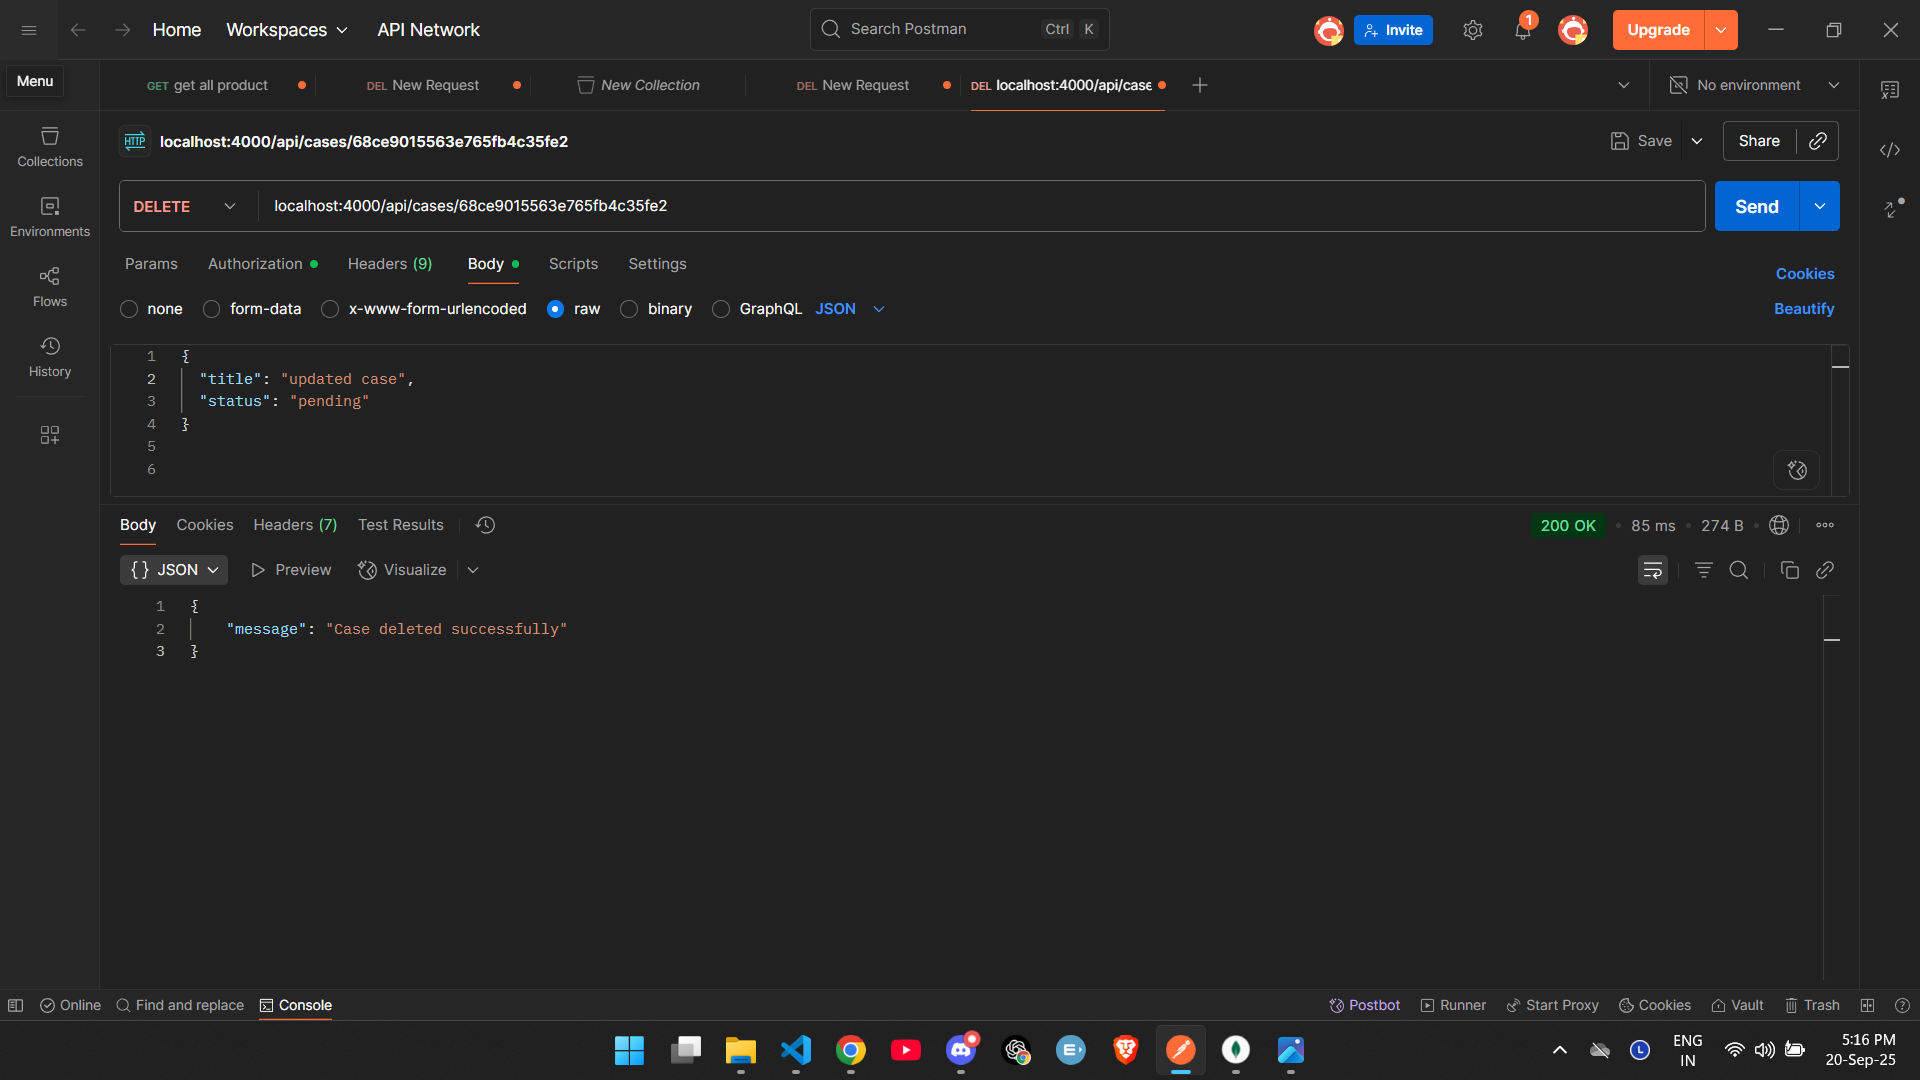 Home Workspaces API Network Search Postman Ctrl K Invite 1 Upgrade
Menu
GET get all product DEL New Request New Collection DEL New Request DEL localhost:4000/api/case No environment
HTTP localhost:4000/api/cases/68ce9015563e765fb4c35fe2 Save Share
DELETE localhost:4000/api/cases/68ce9015563e765fb4c35fe2 Send
Params Authorization Headers (9) Body Scripts Settings Cookies
none form-data x-www-form-urlencoded raw binary GraphQL JSON Beautify
Collections
Environments
Flows
History
1 {
2 "title": "updated case",
3 "status": "pending"
4 }
5
6
Body Cookies Headers (7) Test Results 200 OK 85 ms 274 B
{ } JSON Preview Visualize
1 {
2 "message": "Case deleted successfully"
3 }
Online Find and replace Console Postbot Runner Start Proxy Cookies Vault Trash
E L ENG
IN
5:16 PM
20-Sep-25